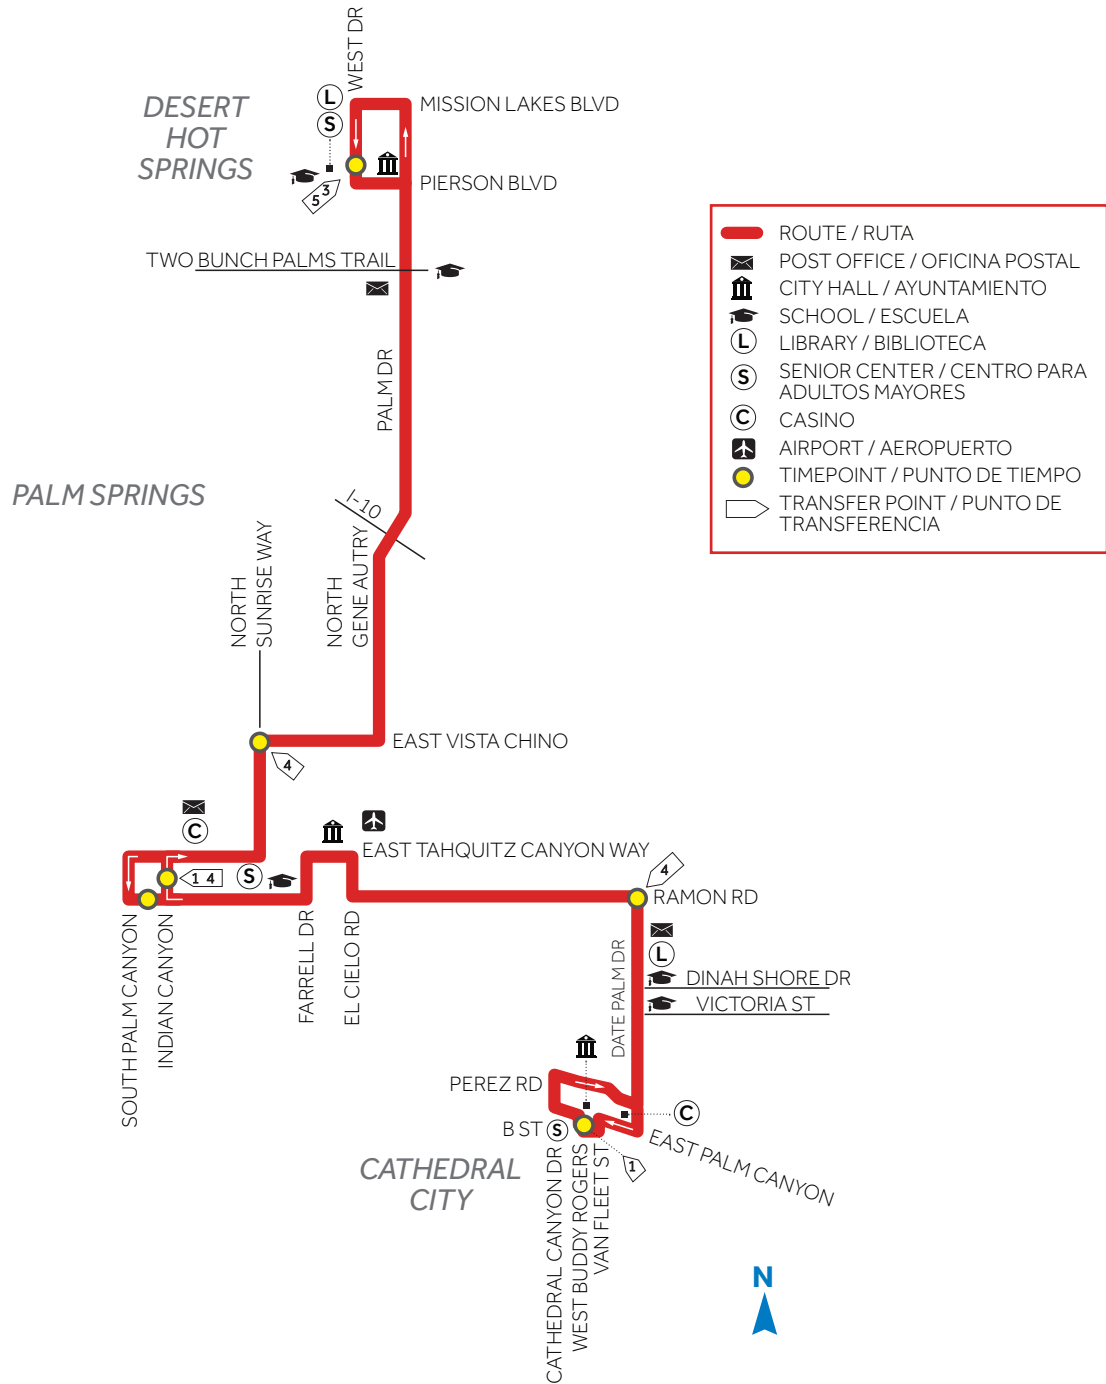 WEST DR
DESERT
HOT
SPRINGS
L
S
MISSION LAKES BLVD
PIERSON BLVD
5 3
TWO BUNCH PALMS TRAIL
PALM DR
ROUTE / RUTA
POST OFFICE / OFICINA POSTAL
CITY HALL / AYUNTAMIENTO
SCHOOL / ESCUELA
L
LIBRARY / BIBLIOTECA
S
SENIOR CENTER / CENTRO PARA
ADULTOS MAYORES
C
CASINO
AIRPORT / AEROPUERTO
TIMEPOINT / PUNTO DE TIEMPO
TRANSFER POINT / PUNTO DE
TRANSFERENCIA
PALM SPRINGS
I-10
NORTH
SUNRISE WAY
NORTH
GENE AUTRY
EAST VISTA CHINO
4
C
EAST TAHQUITZ CANYON WAY
1 4
S
4
RAMON RD
SOUTH PALM CANYON
INDIAN CANYON
FARRELL DR
EL CIELO RD
L
DATE PALM DR
DINAH SHORE DR
VICTORIA ST
PEREZ RD
C
B ST
S
EAST PALM CANYON
1
CATHEDRAL
CITY
CATHEDRAL CANYON DR
WEST BUDDY ROGERS
VAN FLEET ST
N